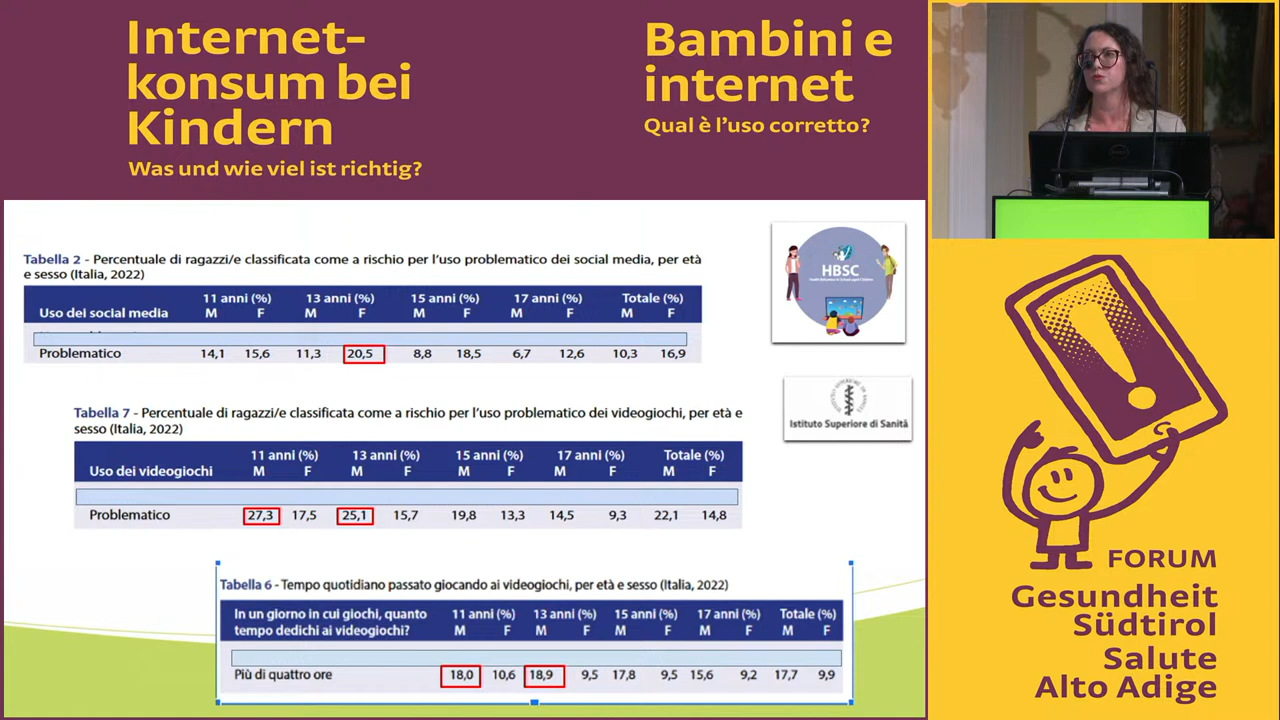 Internet-
konsum bei
Kindern
Was und wie viel ist richtig?
Bambini e
internet
Qual è l'uso corretto?
Tabella 2 - Percentuale di ragazzi/e classificata come a rischio per l'uso problematico dei social media, per età
e sesso (Italia, 2022)
11 anni (%) 13 anni (%) 15 anni (%) 17 anni (%) Totale (%)
Uso dei social media M F M F M F M F M F
Problematico 14,1 15,6 11,3 20,5 8,8 18,5 6,7 12,6 10,3 16,9
HBSC
Tabella 7 - Percentuale di ragazzi/e classificata come a rischio per l'uso problematico dei videogiochi, per età e
sesso (Italia, 2022)
11 anni (%) 13 anni (%) 15 anni (%) 17 anni (%) Totale (%)
Uso dei videogiochi M F M F M F M F M F
Problematico 27,3 17,5 25,1 15,7 19,8 13,3 14,5 9,3 22,1 14,8
Istituto Superiore di Sanità
Tabella 6 - Tempo quotidiano passato giocando ai videogiochi, per età e sesso (Italia, 2022)
In un giorno in cui giochi, quanto 11 anni (%) 13 anni (%) 15 anni (%) 17 anni (%) Totale (%)
tempo dedichi ai videogiochi? M F M F M F M F M F
Più di quattro ore 18,0 10,6 18,9 9,5 17,8 9,5 15,6 9,2 17,7 9,9
FORUM
Gesundheit
Südtirol
Salute
Alto Adige